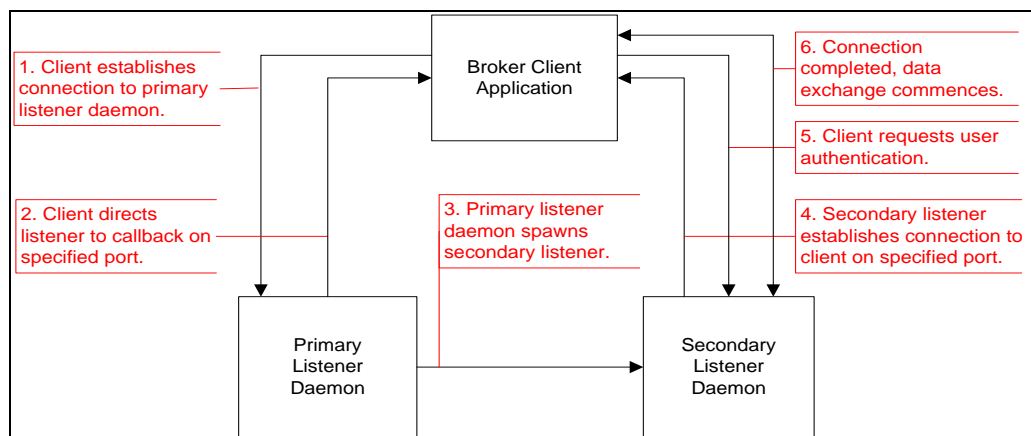 1. Client establishes
connection to primary
listener daemon.
Broker Client
Application
6. Connection
completed, data
exchange commences.
5. Client requests user
authentication.
2. Client directs
listener to callback on
specified port.
3. Primary listener
daemon spawns
secondary listener.
4. Secondary listener
establishes connection to
client on specified port.
Primary
Listener
Daemon
Secondary
Listener
Daemon